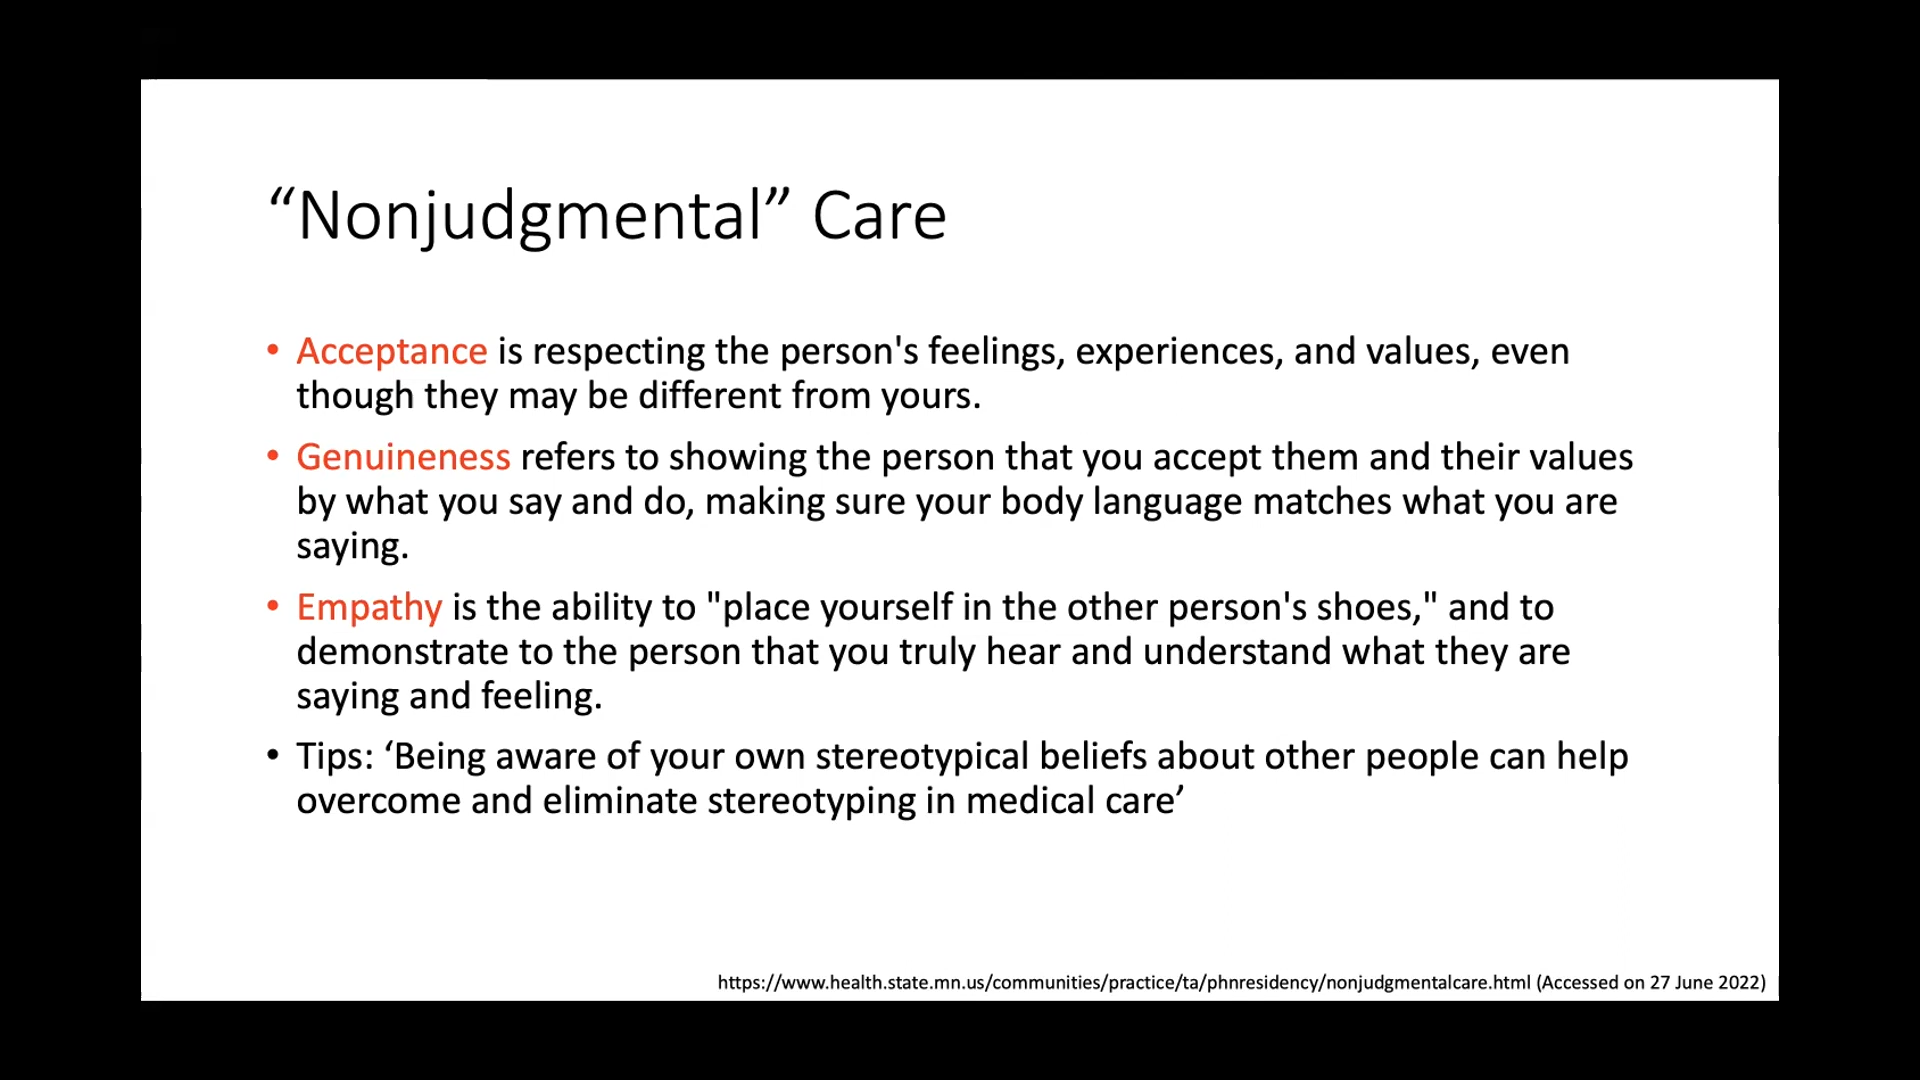 “Nonjudgmental” Care
• Acceptance is respecting the person's feelings, experiences, and values, even
though they may be different from yours.
• Genuineness refers to showing the person that you accept them and their values
by what you say and do, making sure your body language matches what you are
saying.
• Empathy is the ability to "place yourself in the other person's shoes," and to
demonstrate to the person that you truly hear and understand what they are
saying and feeling.
• Tips: ‘Being aware of your own stereotypical beliefs about other people can help
overcome and eliminate stereotyping in medical care’
https://www.health.state.mn.us/communities/practice/ta/phnresidency/nonjudgmentalcare.html (Accessed on 27 June 2022)